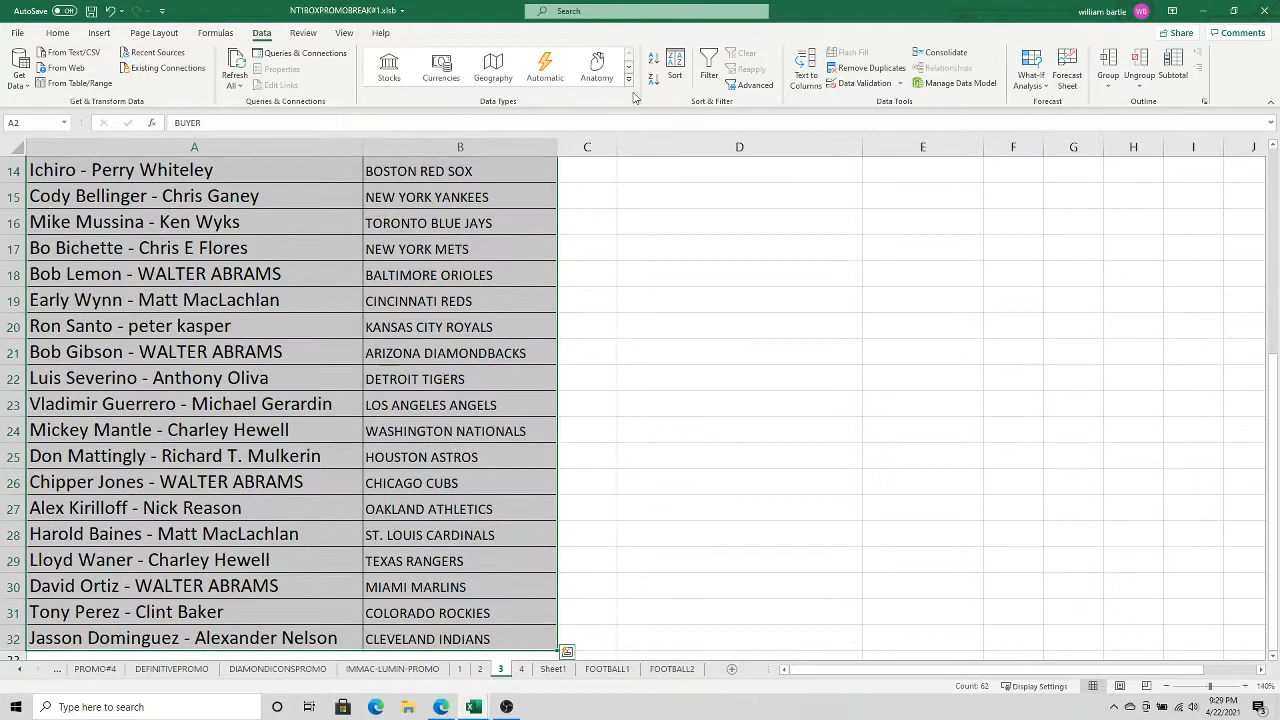 AutoSave Off NT1BOXPROMOBREAK#1.xlsb Search william bartle WB
File Home Insert Page Layout Formulas Data Review View Help Share Comments
Get Data From Text/CSV From Web From Table/Range Recent Sources Existing Connections
Refresh All Queries & Connections Properties Edit Links
Stocks Currencies Geography Automatic Anatomy
Sort Filter Clear Reapply Advanced
Text to Columns Flash Fill Remove Duplicates Data Validation Consolidate Relationships Manage Data Model
What-If Analysis Forecast Sheet Group Ungroup Subtotal
Get & Transform Data Queries & Connections Data Types Sort & Filter Data Tools Forecast Outline
A2 fx BUYER
A B C D E F G H I J
14 Ichiro - Perry Whiteley BOSTON RED SOX
15 Cody Bellinger - Chris Ganey NEW YORK YANKEES
16 Mike Mussina - Ken Wyks TORONTO BLUE JAYS
17 Bo Bichette - Chris E Flores NEW YORK METS
18 Bob Lemon - WALTER ABRAMS BALTIMORE ORIOLES
19 Early Wynn - Matt MacLachlan CINCINNATI REDS
20 Ron Santo - peter kasper KANSAS CITY ROYALS
21 Bob Gibson - WALTER ABRAMS ARIZONA DIAMONDBACKS
22 Luis Severino - Anthony Oliva DETROIT TIGERS
23 Vladimir Guerrero - Michael Gerardin LOS ANGELES ANGELS
24 Mickey Mantle - Charley Hewell WASHINGTON NATIONALS
25 Don Mattingly - Richard T. Mulkerin HOUSTON ASTROS
26 Chipper Jones - WALTER ABRAMS CHICAGO CUBS
27 Alex Kirilloff - Nick Reason OAKLAND ATHLETICS
28 Harold Baines - Matt MacLachlan ST. LOUIS CARDINALS
29 Lloyd Waner - Charley Hewell TEXAS RANGERS
30 David Ortiz - WALTER ABRAMS MIAMI MARLINS
31 Tony Perez - Clint Baker COLORADO ROCKIES
32 Jasson Dominguez - Alexander Nelson CLEVELAND INDIANS
... PROMO#4 DEFINITIVEPROMO DIAMONDICONSPROMO IMMAC-LUMIN-PROMO 1 2 3 4 Sheet1 FOOTBALL1 FOOTBALL2
Count: 62 Display Settings 140%
Type here to search 9:29 PM
4/22/2021